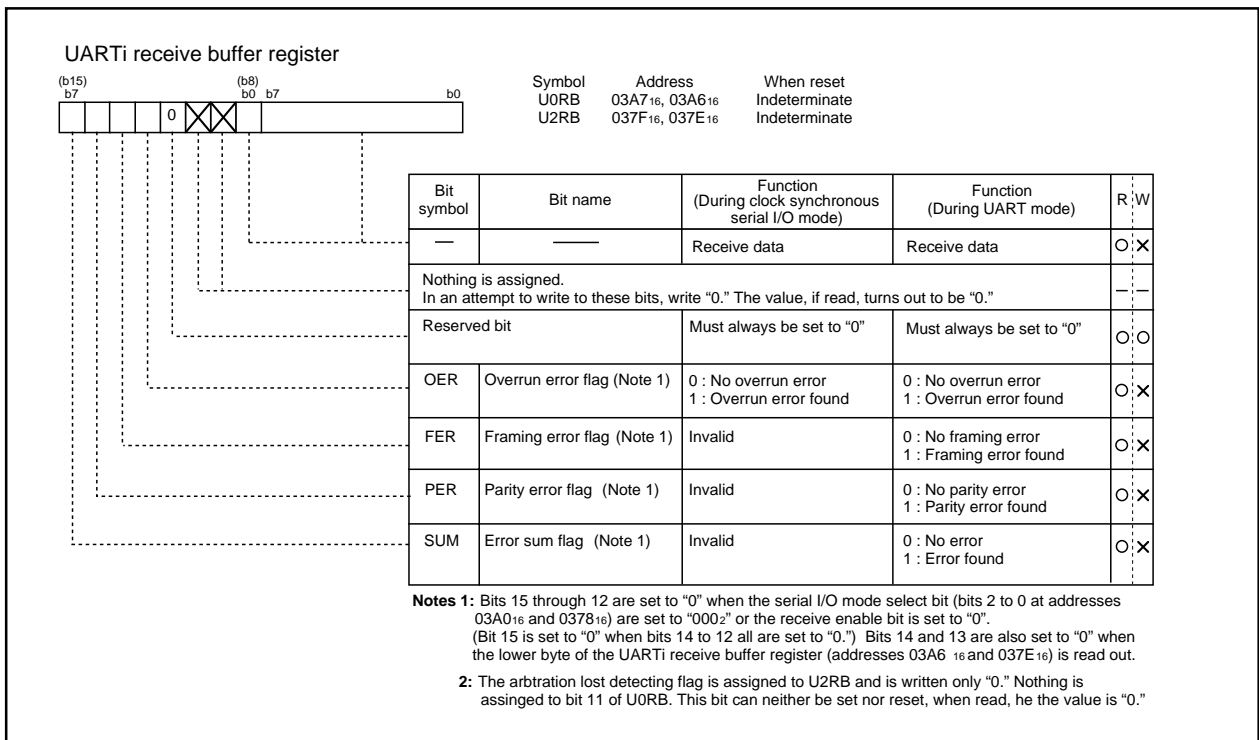 UARTi receive buffer register
(b15) (b8)
b7 b0 b7 b0
0
Symbol Address When reset
U0RB 03A716, 03A616 Indeterminate
U2RB 037F16, 037E16 Indeterminate
Bit symbol Bit name Function (During clock synchronous serial I/O mode) Function (During UART mode) R W
— —— Receive data Receive data O X
Nothing is assigned.
In an attempt to write to these bits, write “0.” The value, if read, turns out to be “0.” — —
Reserved bit Must always be set to “0” Must always be set to “0” O O
OER Overrun error flag (Note 1) 0 : No overrun error 0 : No overrun error O X
1 : Overrun error found 1 : Overrun error found
FER Framing error flag (Note 1) Invalid 0 : No framing error O X
1 : Framing error found
PER Parity error flag (Note 1) Invalid 0 : No parity error O X
1 : Parity error found
SUM Error sum flag (Note 1) Invalid 0 : No error O X
1 : Error found
Notes 1: Bits 15 through 12 are set to “0” when the serial I/O mode select bit (bits 2 to 0 at addresses
03A016 and 037816) are set to “0002” or the receive enable bit is set to “0”.
(Bit 15 is set to “0” when bits 14 to 12 all are set to “0.”) Bits 14 and 13 are also set to “0” when
the lower byte of the UARTi receive buffer register (addresses 03A6 16 and 037E16) is read out.
2: The arbtration lost detecting flag is assigned to U2RB and is written only “0.” Nothing is
assinged to bit 11 of U0RB. This bit can neither be set nor reset, when read, he the value is “0.”